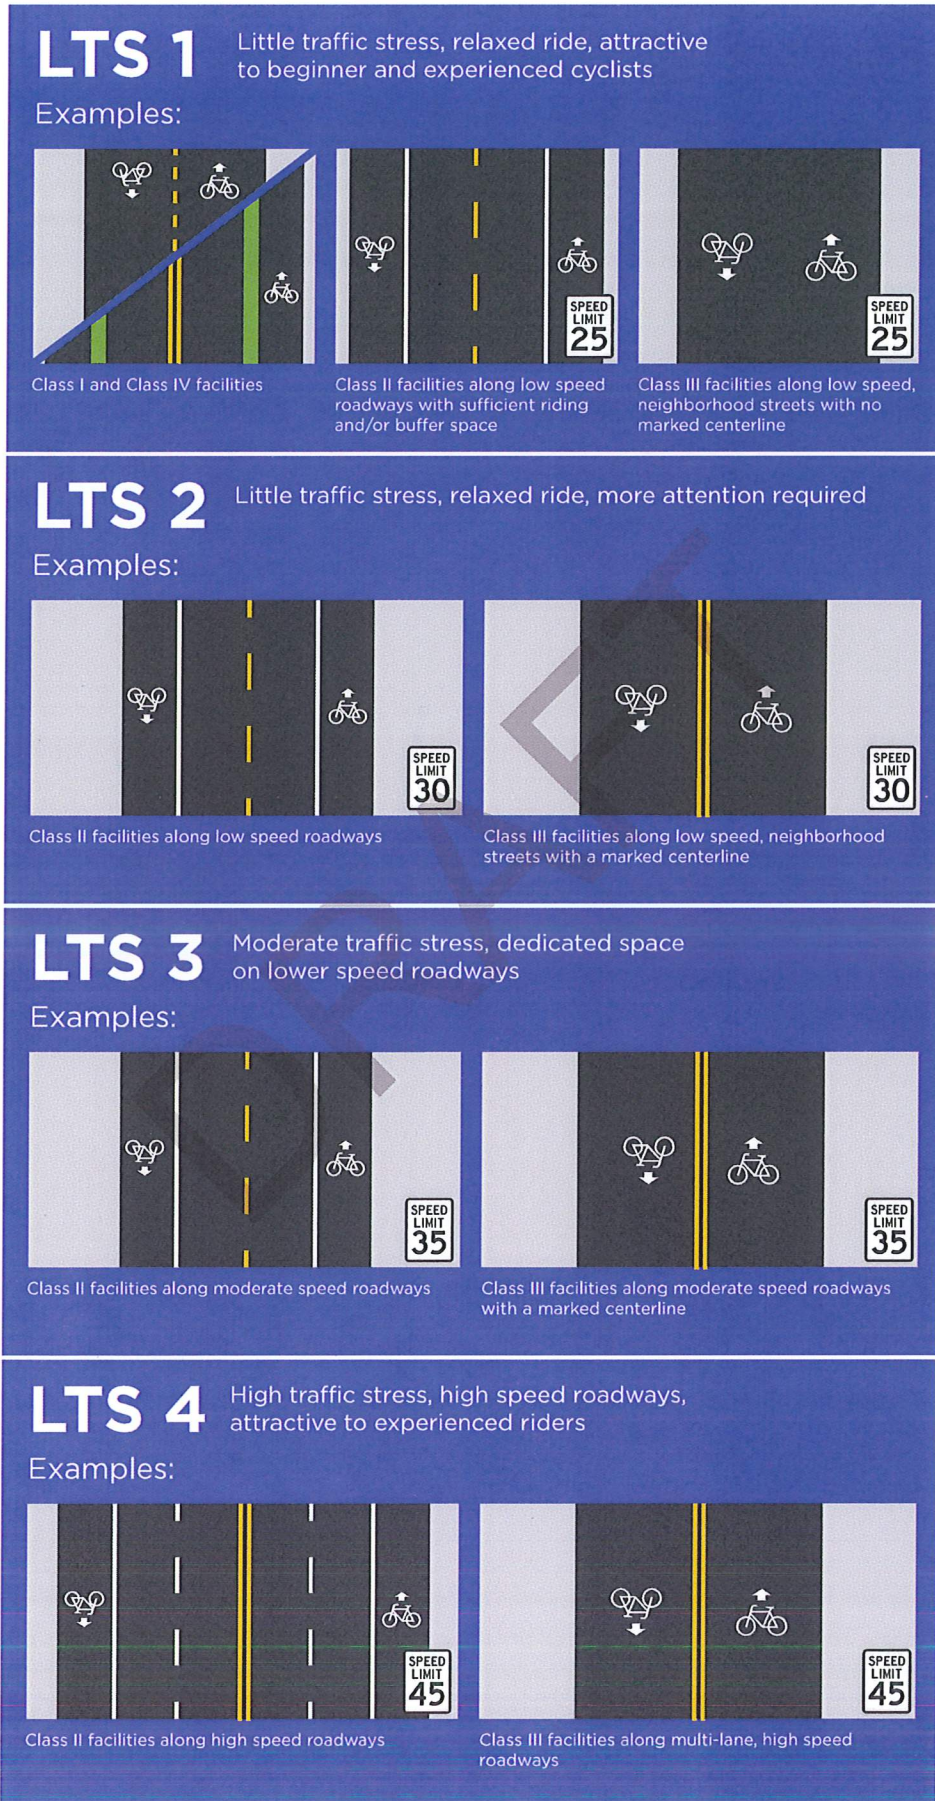 LTS 1
Little traffic stress, relaxed ride, attractive
to beginner and experienced cyclists
Examples:
SPEED
LIMIT
25
SPEED
LIMIT
25
Class I and Class IV facilities
Class II facilities along low speed
roadways with sufficient riding
and/or buffer space
Class III facilities along low speed,
neighborhood streets with no
marked centerline
LTS 2
Little traffic stress, relaxed ride, more attention required
Examples:
SPEED
LIMIT
30
SPEED
LIMIT
30
Class II facilities along low speed roadways
Class III facilities along low speed, neighborhood
streets with a marked centerline
DRAFT
LTS 3
Moderate traffic stress, dedicated space
on lower speed roadways
Examples:
SPEED
LIMIT
35
SPEED
LIMIT
35
Class II facilities along moderate speed roadways
Class III facilities along moderate speed roadways
with a marked centerline
LTS 4
High traffic stress, high speed roadways,
attractive to experienced riders
Examples:
SPEED
LIMIT
45
SPEED
LIMIT
45
Class II facilities along high speed roadways
Class III facilities along multi-lane, high speed
roadways